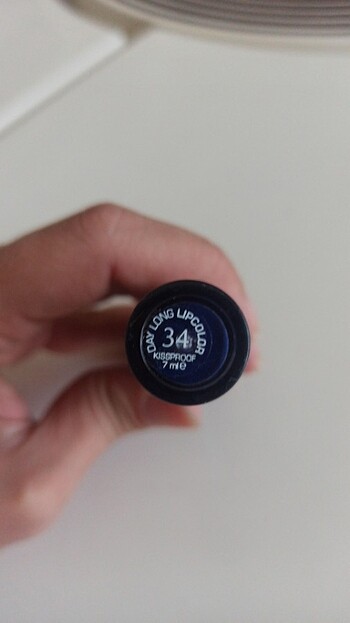 DAY LONG LIPCOLOR
34
KISSPROOF
7 ml e